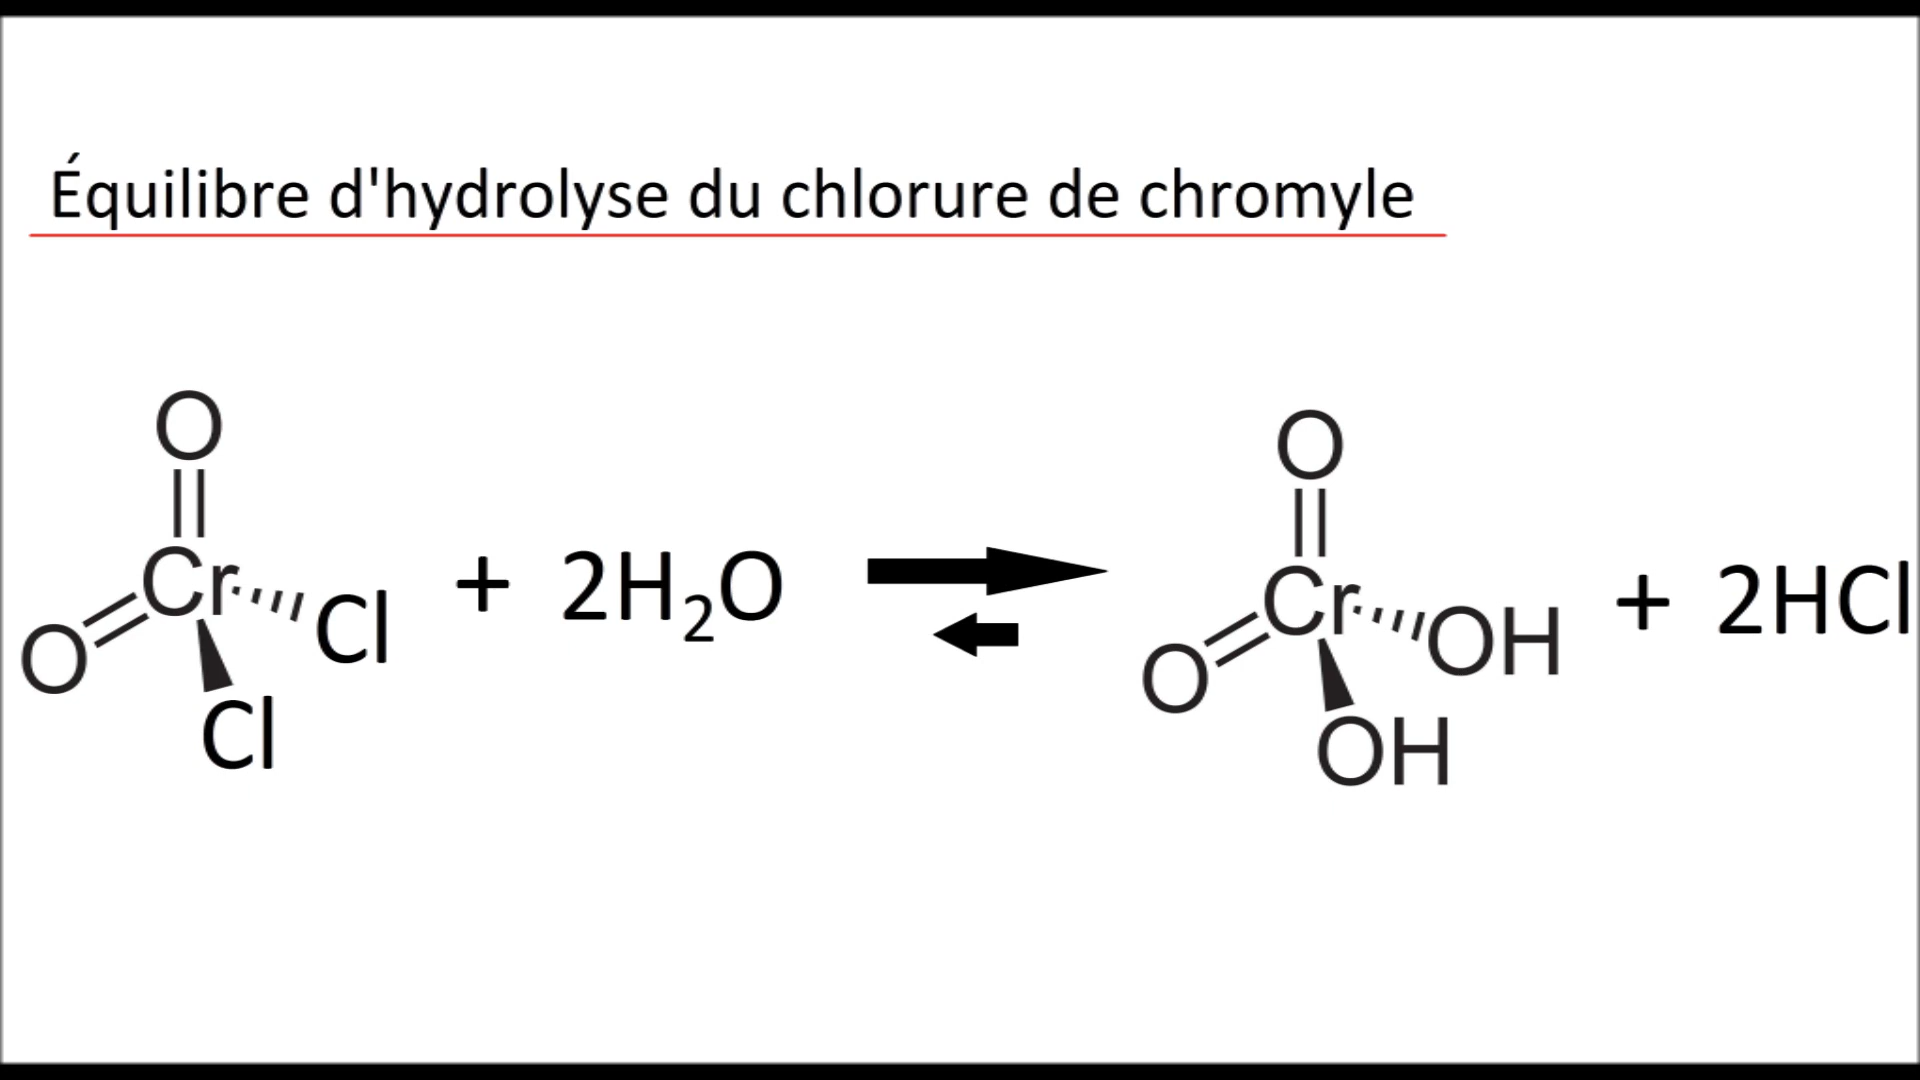 Équilibre d'hydrolyse du chlorure de chromyle
O
Cr
O
Cl
Cl
+ 2H₂O
O
Cr
O
OH
OH
+ 2HCl